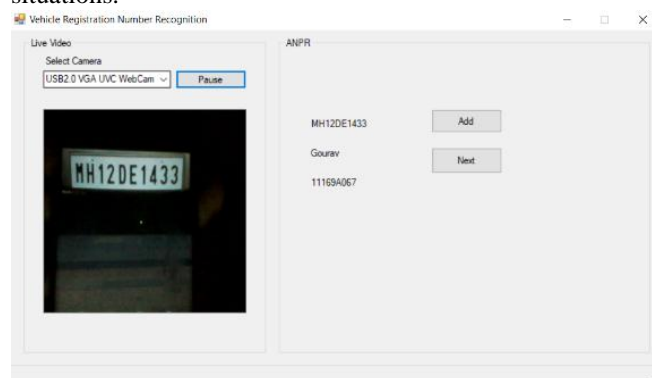 situations.
Vehicle Registration Number Recognition
Live Video
Select Camera
USB2.0 VGA UVC WebCam
Pause
MH12DE1433
ANPR
MH12DE1433
Add
Gourav
Next
11169A067